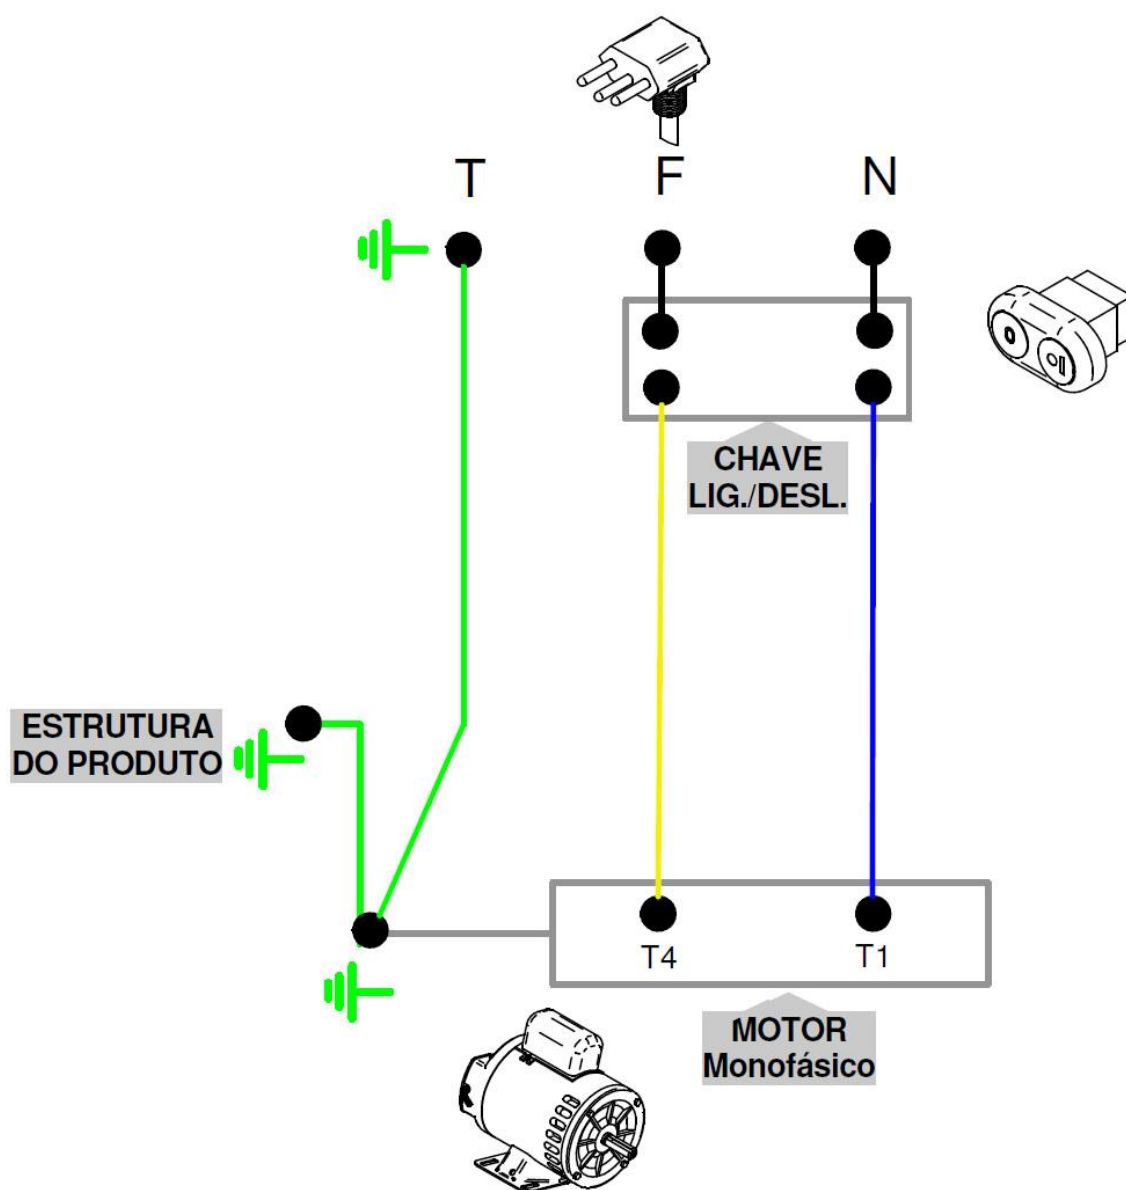 T
F
N
CHAVE
LIG./DESL.
ESTRUTURA
DO PRODUTO
T4
T1
MOTOR
Monofásico